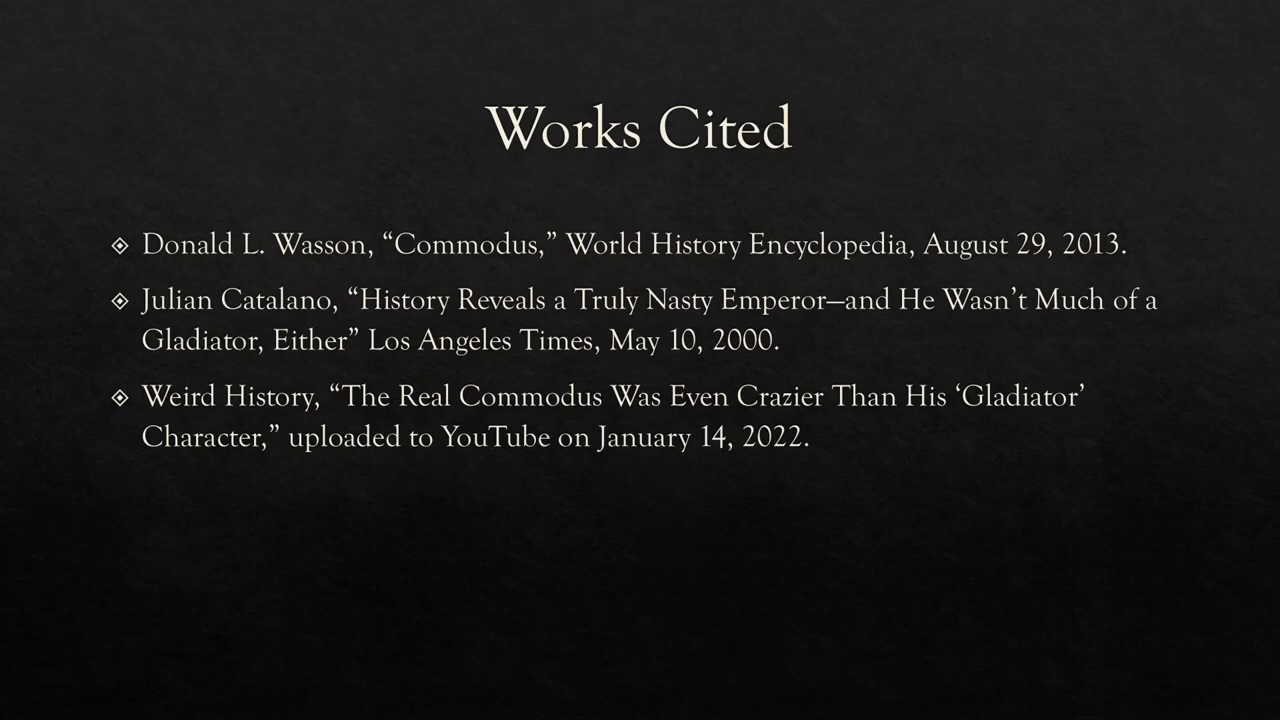 Works Cited
Donald L. Wasson, “Commodus,” World History Encyclopedia, August 29, 2013.
Julian Catalano, “History Reveals a Truly Nasty Emperor—and He Wasn’t Much of a
Gladiator, Either” Los Angeles Times, May 10, 2000.
Weird History, “The Real Commodus Was Even Crazier Than His ‘Gladiator’
Character,” uploaded to YouTube on January 14, 2022.